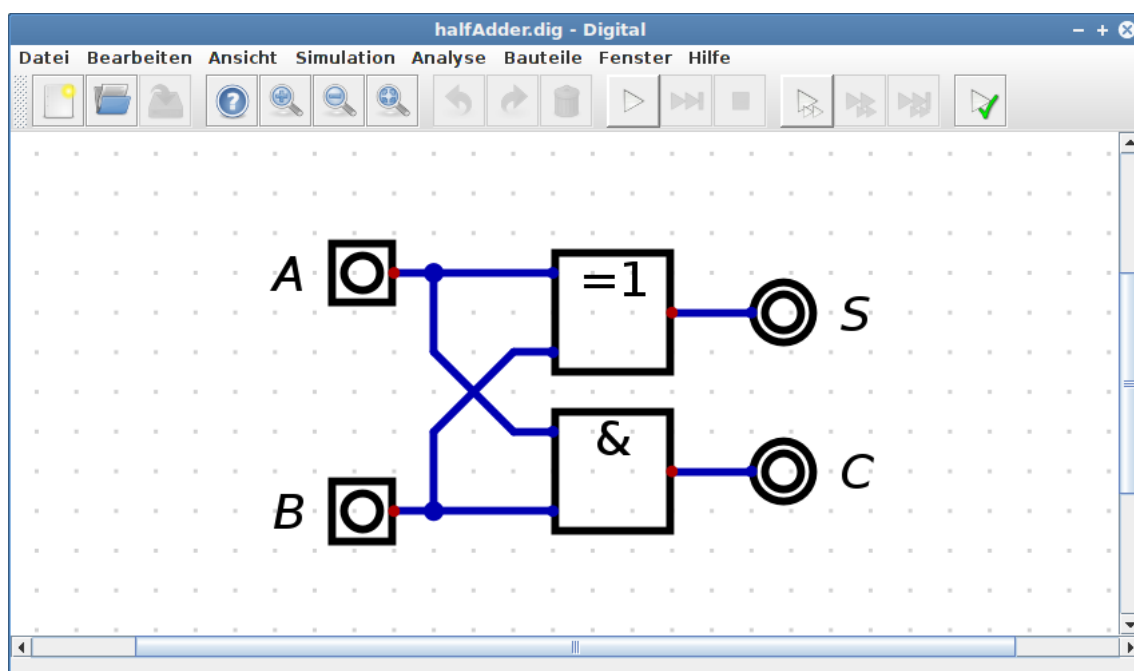 halfAdder.dig - Digital
Datei Bearbeiten Ansicht Simulation Analyse Bauteile Fenster Hilfe
A
=1
S
&
B
C